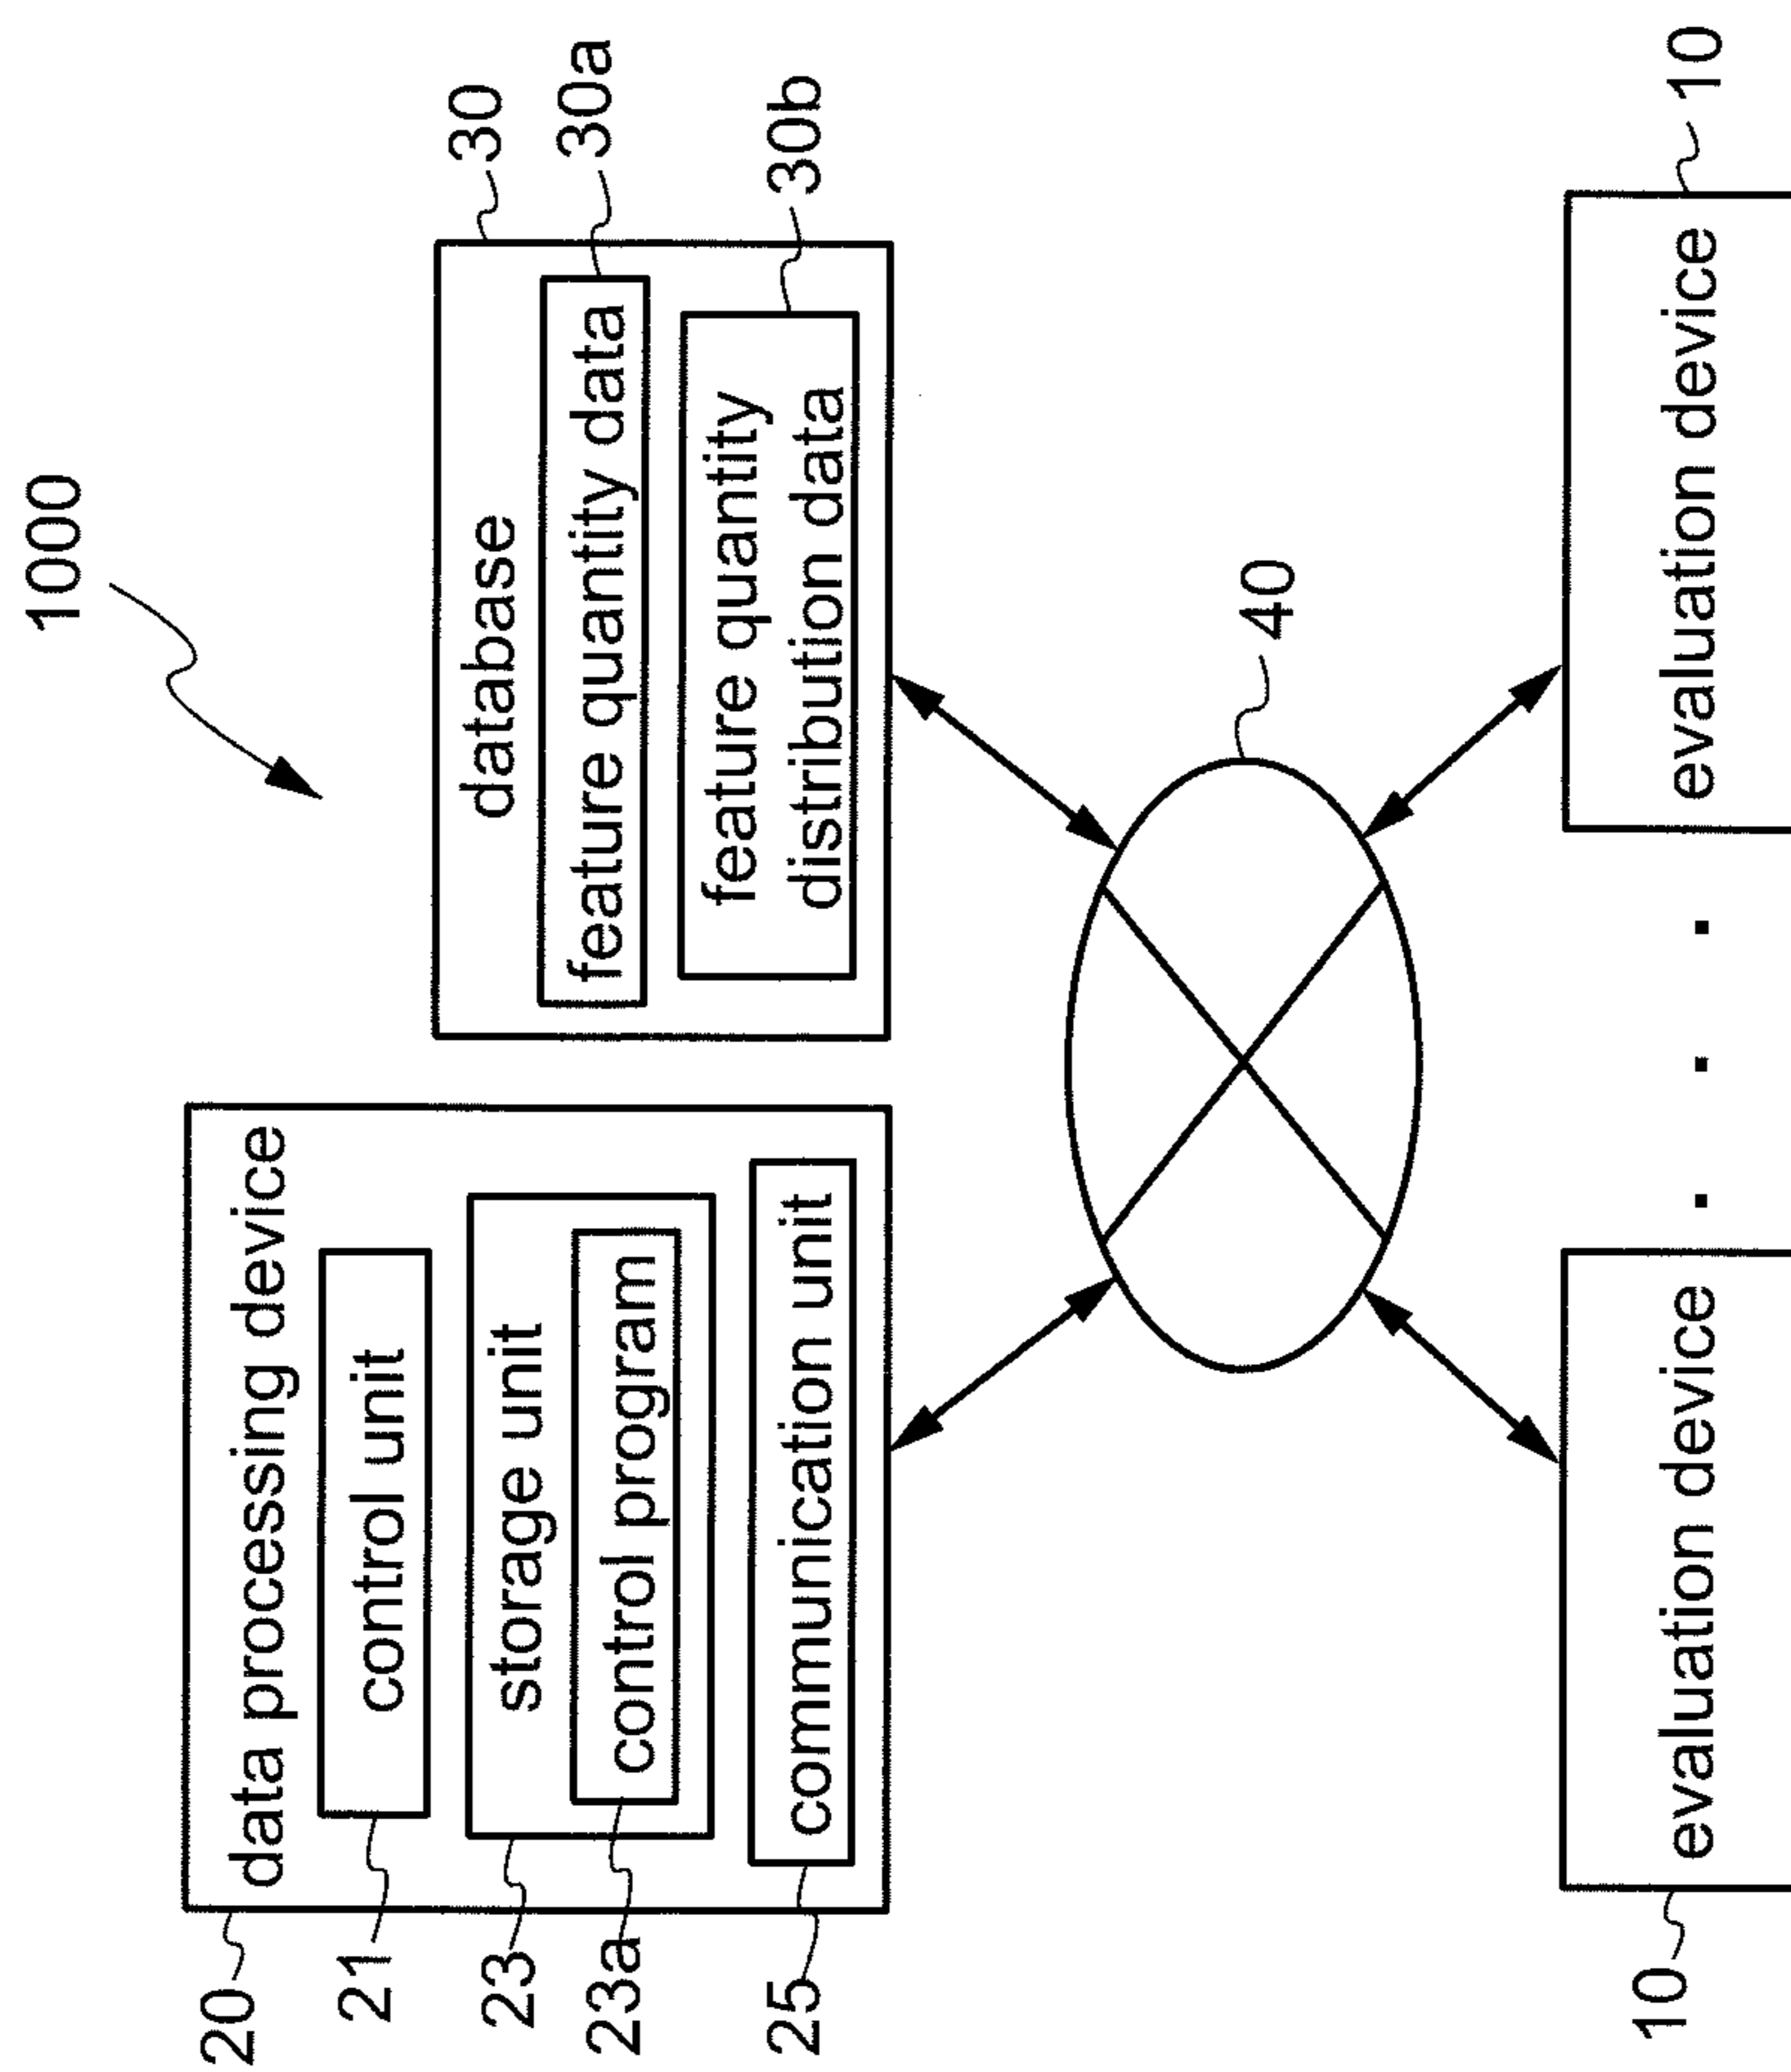 1000
20
data processing device
21
control unit
23
storage unit
23a
control program
25
communication unit
30
database
30a
feature quantity data
30b
feature quantity
distribution data
40
10
evaluation device
. . .
evaluation device
10